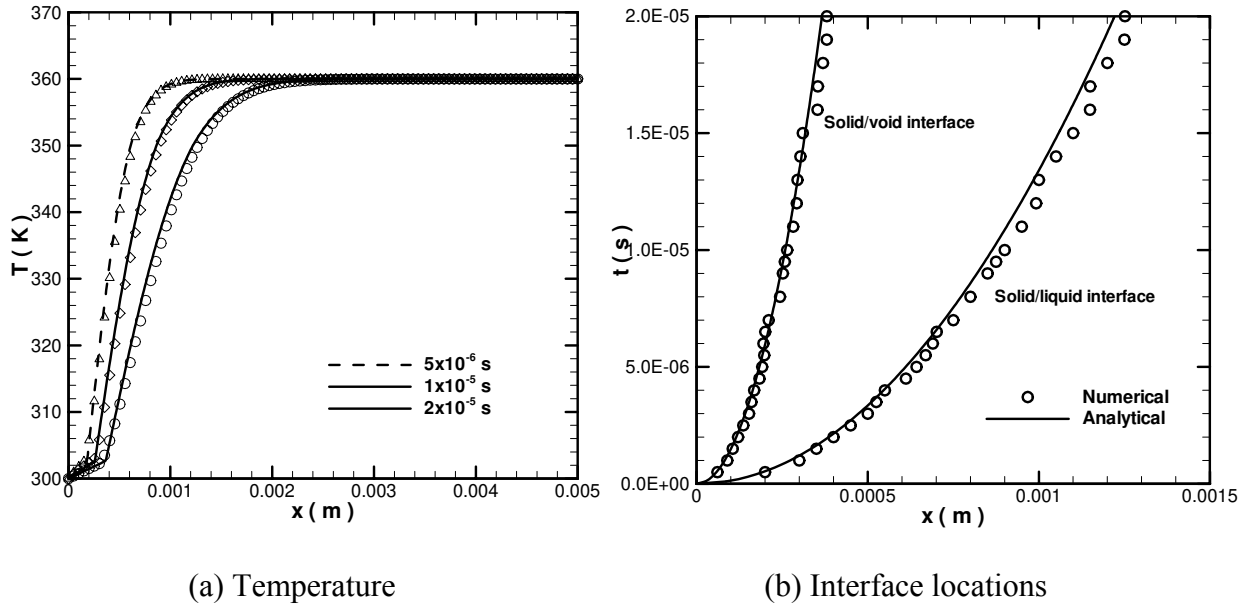 360
350
340
330
320
310
300
T ( K )
0
0.001
0.002
0.003
0.004
0.005
x ( m )
5x10-6 s
1x10-5 s
2x10-5 s
(a) Temperature
2.0E-05
1.5E-05
1.0E-05
5.0E-06
0.0E+00
t ( s )
0
0.0005
0.001
0.0015
x ( m )
Solid/void interface
Solid/liquid interface
Numerical
Analytical
(b) Interface locations